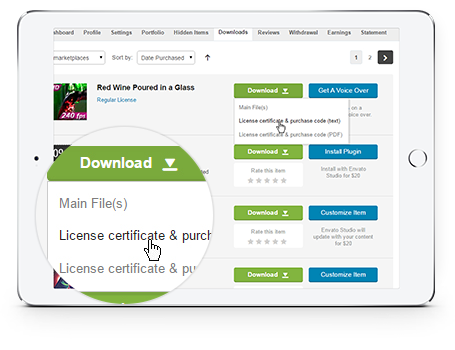 Profile Settings Portfolio Hidden Items Downloads Reviews Withdrawal Earnings Statement
marketplaces Sort by: Date Purchased 1 2
Red Wine Poured in a Glass Download Get A Voice Over
Regular License
Main File(s)
License certificate & purchase code (text)
voice over
License certificate & purchase code (PDF)
240 fps
Download Install Plugin
Rate this item
Install with Envato
Studio for $20
Download
Main File(s)
License certificate & purch
License certificate & pu
Download Customize Item
Rate this item
Envato Studio will
update with your content
for $20
Download Customize Item